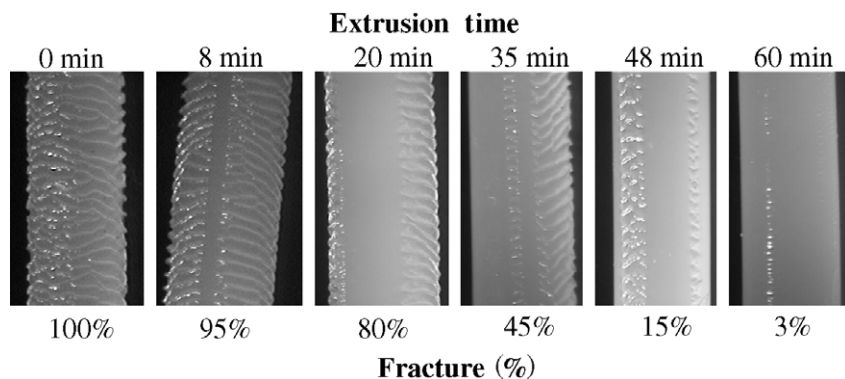 Extrusion time
0 min 8 min 20 min 35 min 48 min 60 min
100% 95% 80% 45% 15% 3%
Fracture (%)